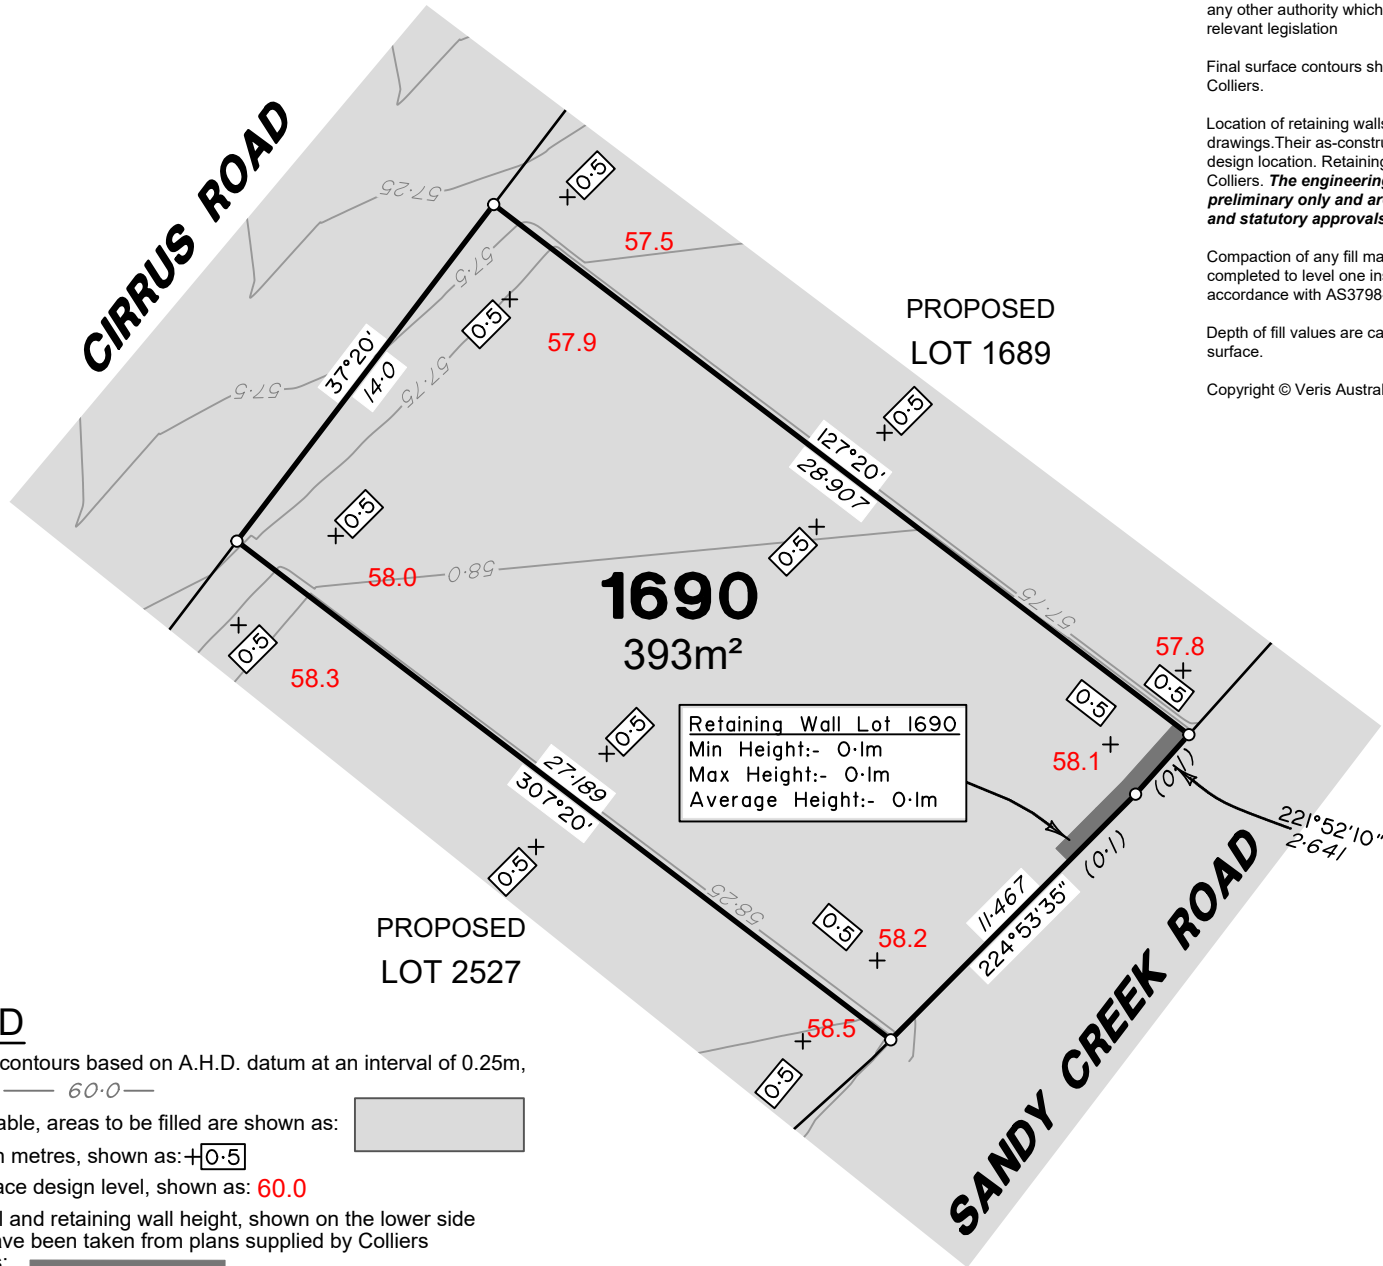 any other authority which
relevant legislation
Final surface contours sh
Colliers.
Location of retaining walls
drawings.Their as-constru
design location. Retaining
Colliers. The engineering
preliminary only and are
and statutory approvals
Compaction of any fill ma
completed to level one ins
accordance with AS3798-
Depth of fill values are ca
surface.
Copyright © Veris Austral
CIRRUS ROAD
57·25
0·5
57.5
57·5
0·5
57.9
PROPOSED
LOT 1689
37°20'
14·0
57·75
57·5
0·5
127°20'
28·907
0·5
0·5
58.0
58·0
1690
393m²
57·75
0·5
58.3
57.8
0·5
0·5
58.1
Retaining Wall Lot 1690
Min Height:- 0·1m
Max Height:- 0·1m
Average Height:- 0·1m
0·5
27·189
307°20'
(0·1)
221°52'10"
2·641
(0·1)
0·5
58·25
11·467
224°53'35"
0·5
58.2
PROPOSED
LOT 2527
58.5
0·5
SANDY CREEK ROAD
D
contours based on A.H.D. datum at an interval of 0.25m,
60·0
able, areas to be filled are shown as:
n metres, shown as: 0·5
ace design level, shown as: 60.0
l and retaining wall height, shown on the lower side
ave been taken from plans supplied by Colliers
s: